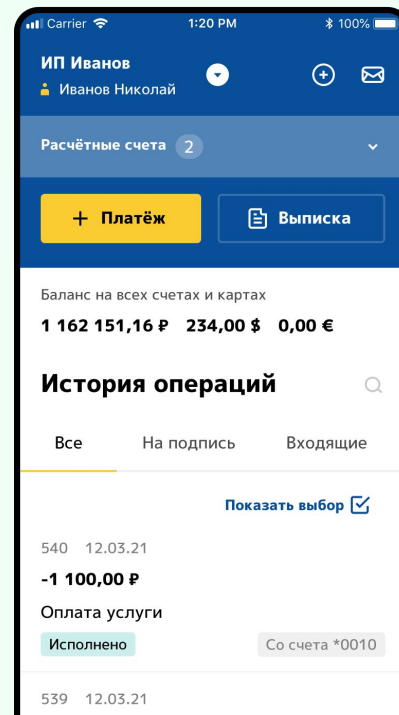 Carrier 1:20 PM 100%
ИП Иванов
Иванов Николай
Расчётные счета 2
+ Платёж Выписка
Баланс на всех счетах и картах
1 162 151,16 ₽ 234,00 $ 0,00 €
История операций
Все На подпись Входящие
Показать выбор
540 12.03.21
-1 100,00 ₽
Оплата услуги
Исполнено Со счета *0010
539 12.03.21